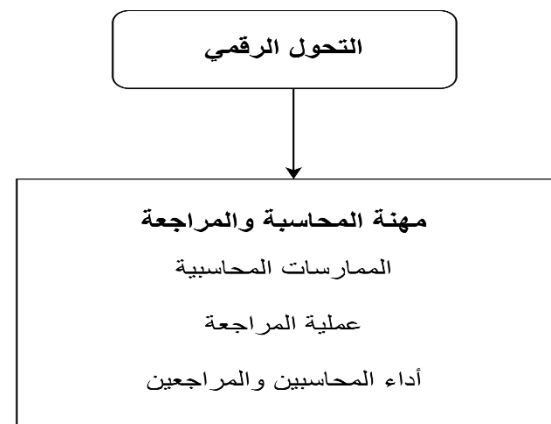 التحول الرقمي
مهنة المحاسبة والمراجعة
الممارسات المحاسبية
عملية المراجعة
أداء المحاسبين والمراجعين